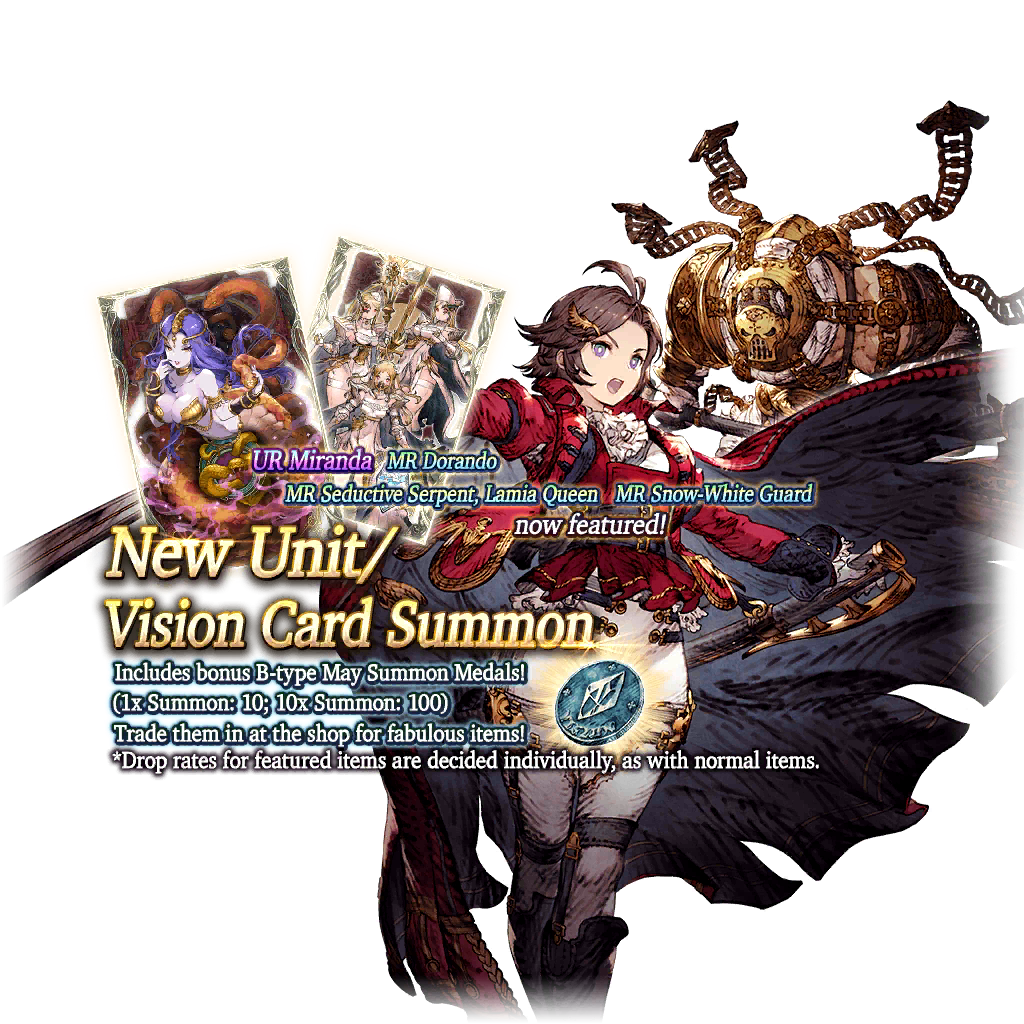 UR Miranda MR Dorando
MR Seductive Serpent, Lamia Queen MR Snow-White Guard
now featured!
New Unit/
Vision Card Summon
Includes bonus B-type May Summon Medals!
(1x Summon: 10; 10x Summon: 100)
Trade them in at the shop for fabulous items!
*Drop rates for featured items are decided individually, as with normal items.